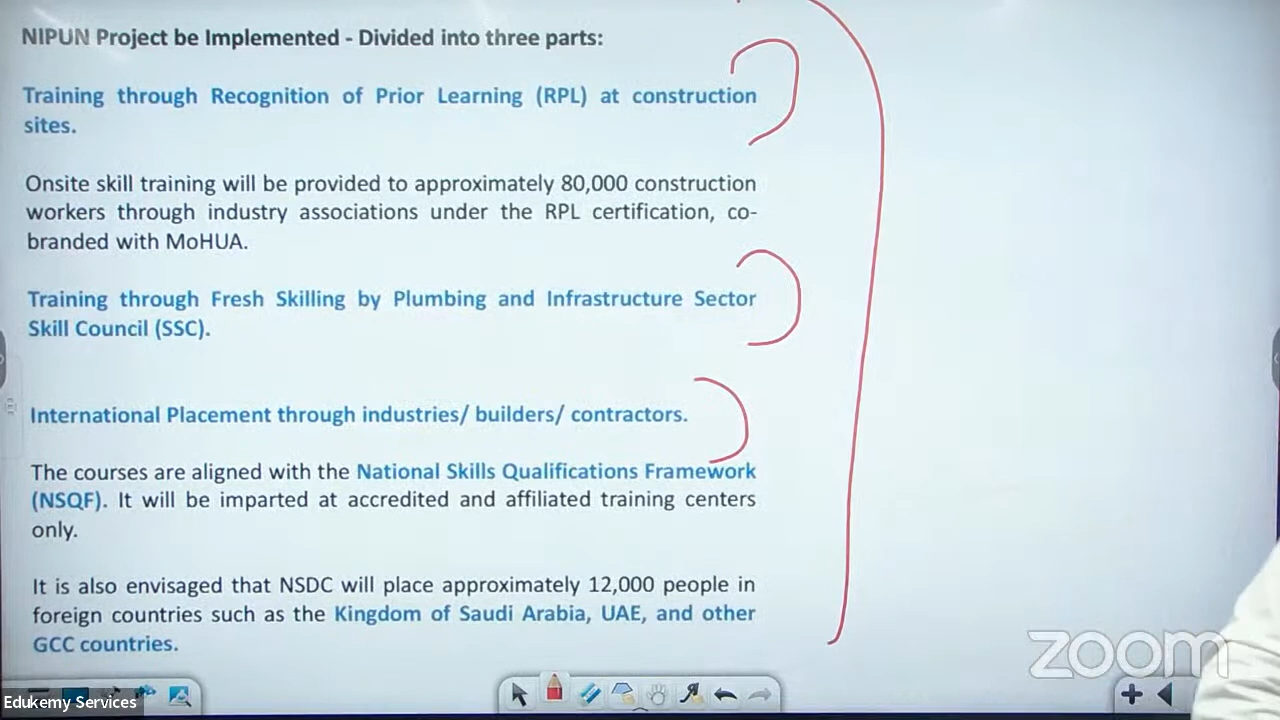 NIPUN Project be Implemented - Divided into three parts:
Training through Recognition of Prior Learning (RPL) at construction
sites.
Onsite skill training will be provided to approximately 80,000 construction
workers through industry associations under the RPL certification, co-
branded with MoHUA.
Training through Fresh Skilling by Plumbing and Infrastructure Sector
Skill Council (SSC).
International Placement through industries/ builders/ contractors.
The courses are aligned with the National Skills Qualifications Framework
(NSQF). It will be imparted at accredited and affiliated training centers
only.
It is also envisaged that NSDC will place approximately 12,000 people in
foreign countries such as the Kingdom of Saudi Arabia, UAE, and other
GCC countries.
zoom
Edukemy Services